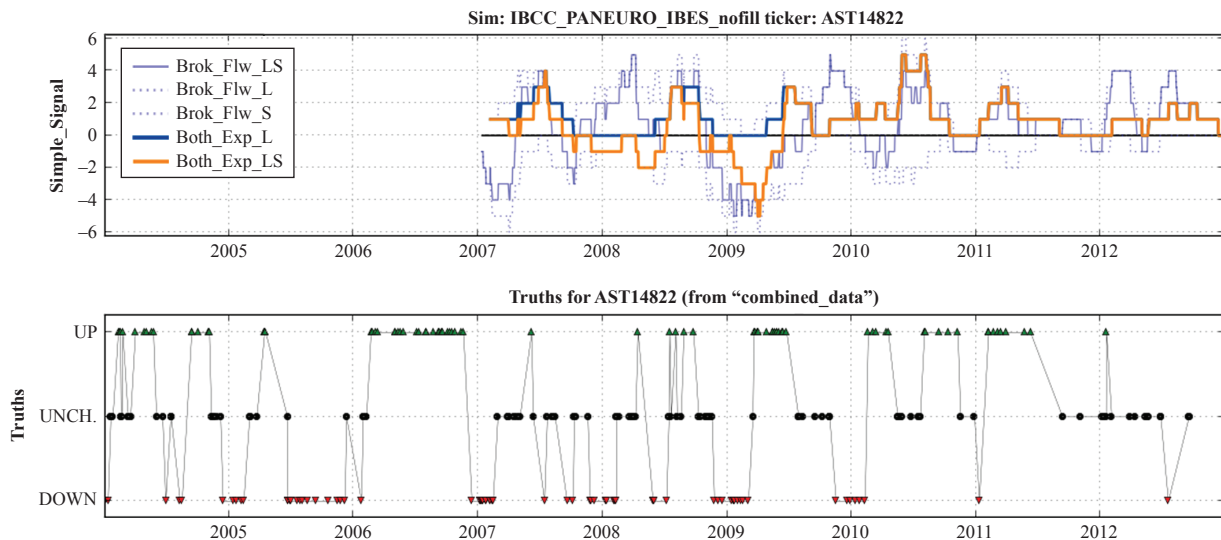 Sim: IBCC_PANEURO_IBES_nofill ticker: AST14822
Simple_Signal
6
4
2
0
−2
−4
−6
Brok_Flw_LS
Brok_Flw_L
Brok_Flw_S
Both_Exp_L
Both_Exp_LS
2005 2006 2007 2008 2009 2010 2011 2012
Truths for AST14822 (from “combined_data”)
Truths
UP
UNCH.
DOWN
2005 2006 2007 2008 2009 2010 2011 2012